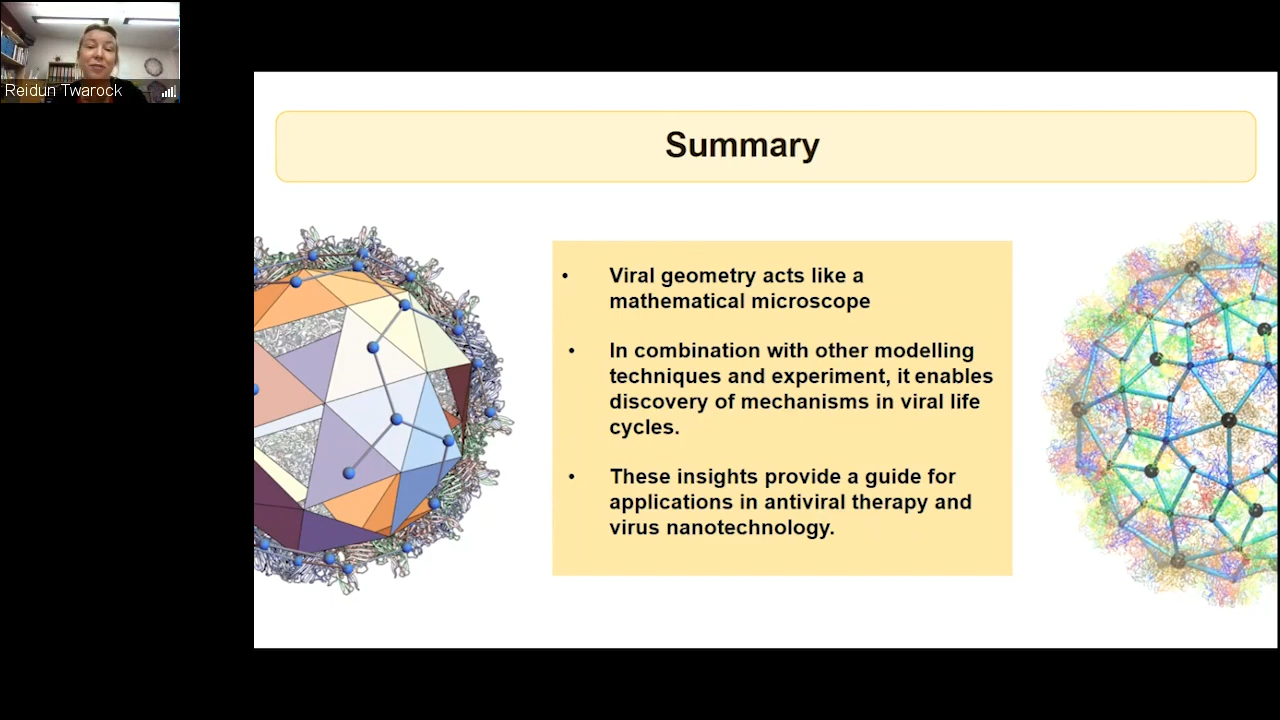 Reidun Twarock
Summary
• Viral geometry acts like a
mathematical microscope
• In combination with other modelling
techniques and experiment, it enables
discovery of mechanisms in viral life
cycles.
• These insights provide a guide for
applications in antiviral therapy and
virus nanotechnology.